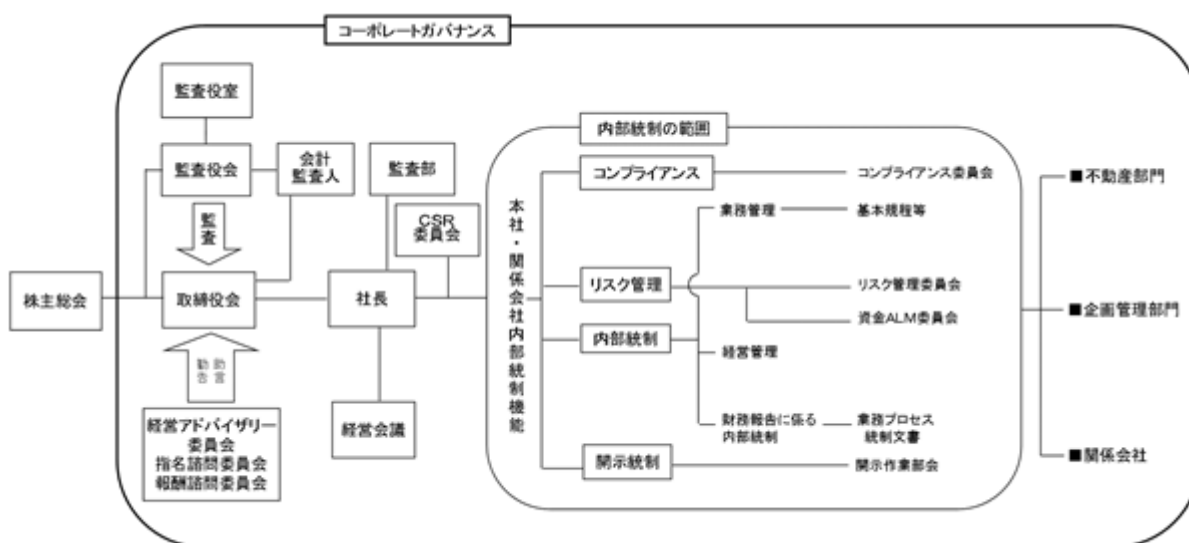 コーポレートガバナンス
監査役室
監査役会
会計
監査人
監査部
CSR
委員会
監査
株主総会
取締役会
社長
勧告
助言
経営アドバイザリー
委員会
指名諮問委員会
報酬諮問委員会
経営会議
本社・関係会社内部統制機能
内部統制の範囲
コンプライアンス
コンプライアンス委員会
業務管理
基本規程等
リスク管理
リスク管理委員会
資金ALM委員会
内部統制
経営管理
財務報告に係る
内部統制
業務プロセス
統制文書
開示統制
開示作業部会
■不動産部門
■企画管理部門
■関係会社